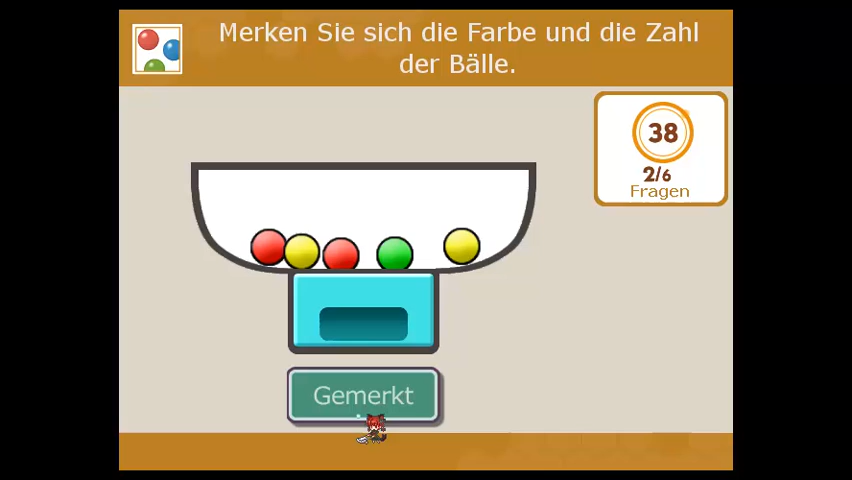 Merken Sie sich die Farbe und die Zahl
der Bälle.
38
2/6
Fragen
Gemerkt